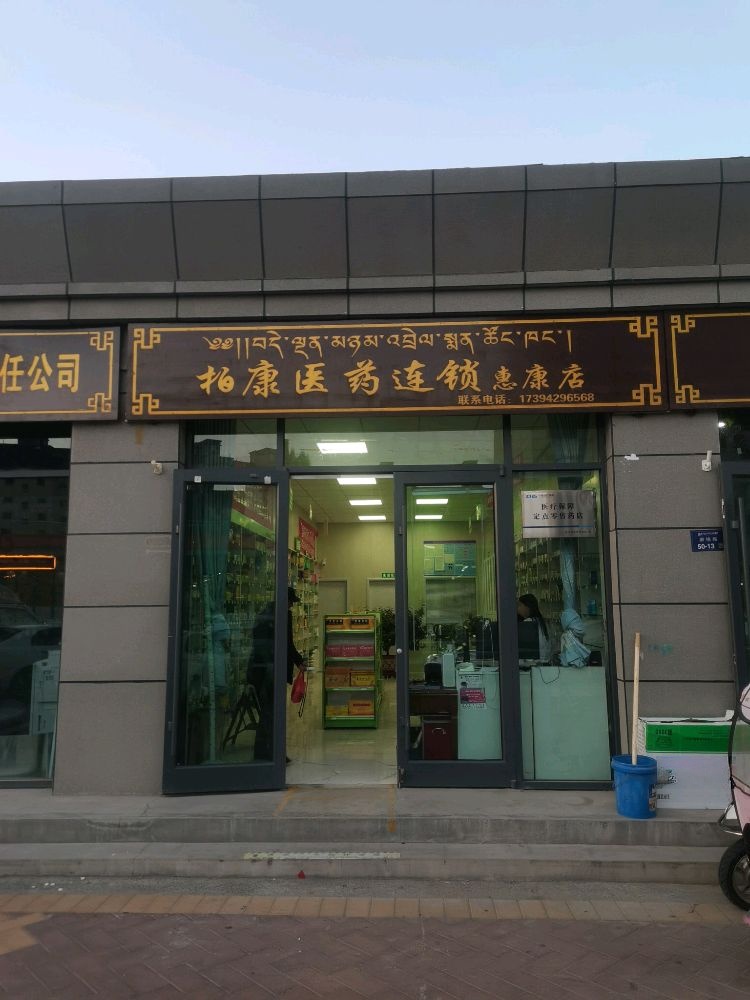 ༄༅།།བདེ་ལྡན་མཉམ་འབྲེལ་སྨན་ཚོང་ཁང་།
柏康医药连锁惠康店
联系电话：17394296568
任公司
医疗保障
定点零售药店
50-13